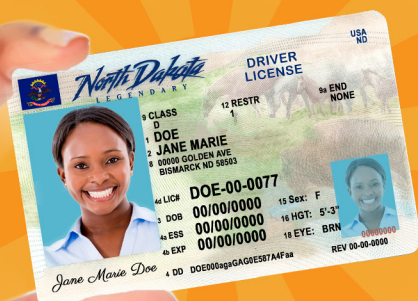 North Dakota
LEGENDARY
DRIVER
LICENSE
USA
ND
9 CLASS
D
12 RESTR
1
9a END
NONE
1 DOE
2 JANE MARIE
8 00000 GOLDEN AVE
BISMARCK ND 58503
4d LIC# DOE-00-0077
3 DOB 00/00/0000
4a ISS 00/00/0000
4b EXP 00/00/0000
15 Sex: F
16 HGT: 5'-3"
18 EYE: BRN
00000000
Jane Marie Doe
4 DD DOE000agaGAG0E587A4Faa
REV 00-00-0000